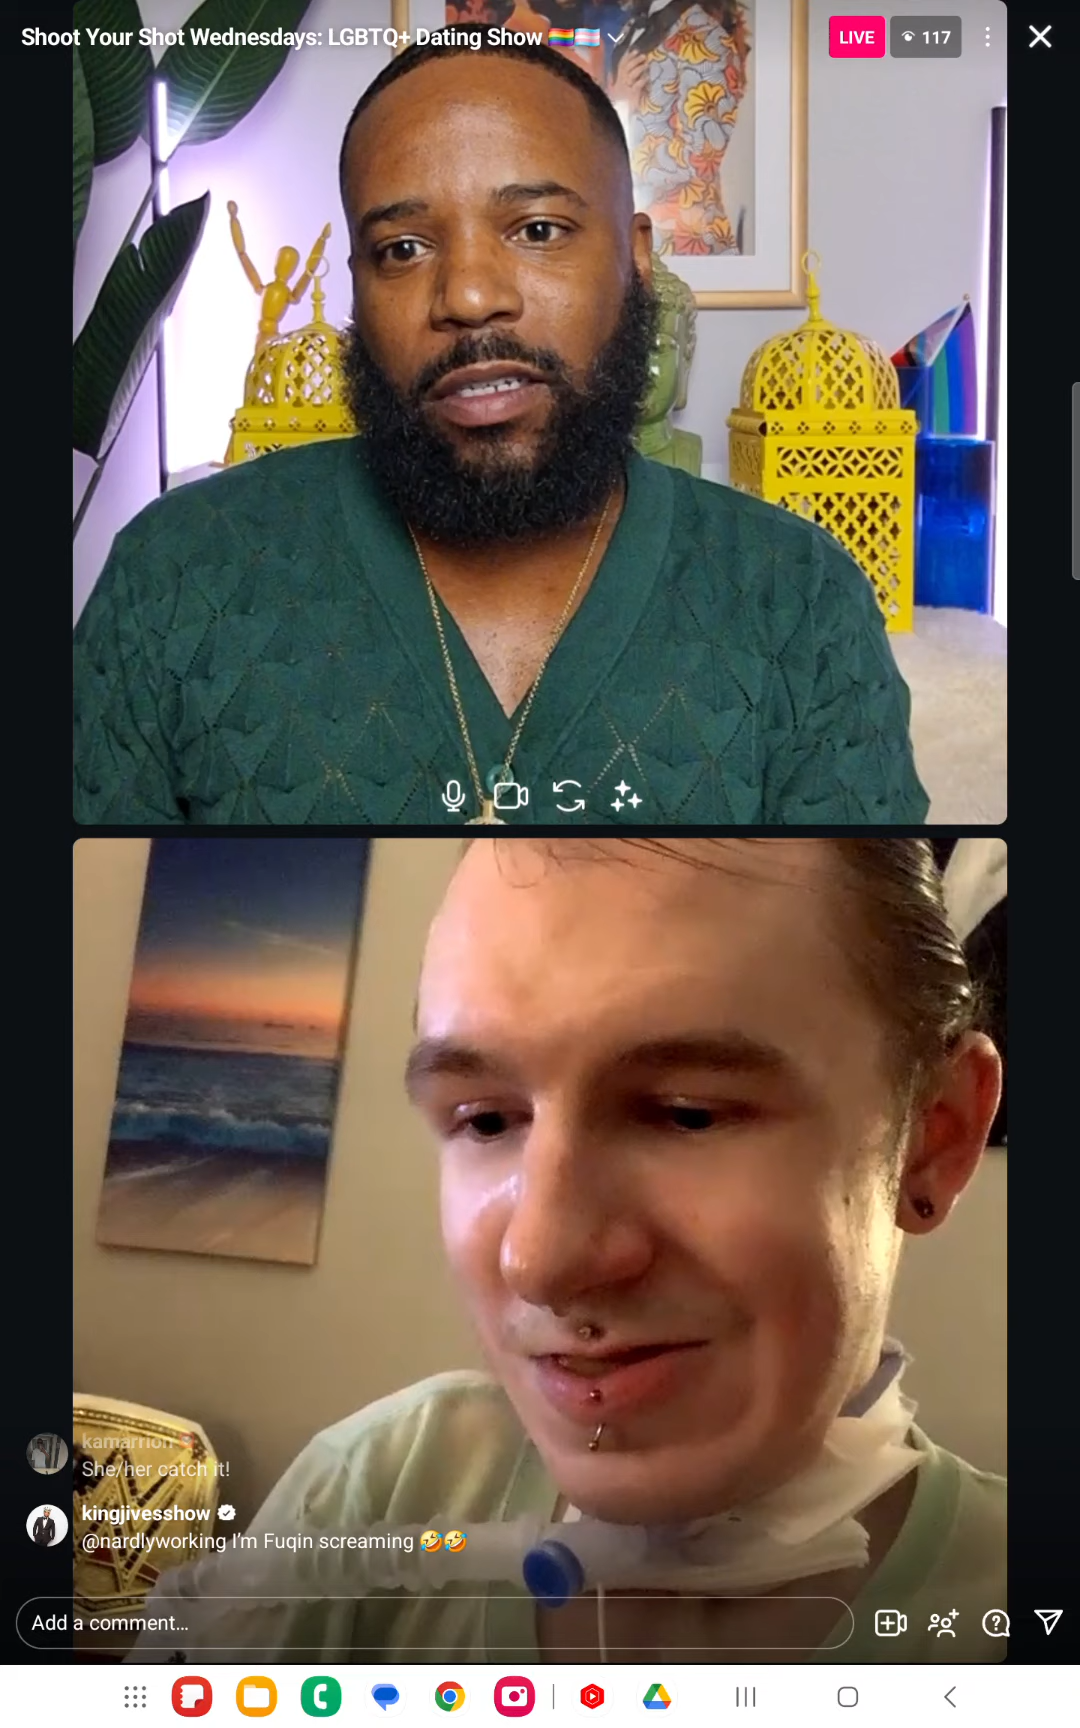 Shoot Your Shot Wednesdays: LGBTQ+ Dating Show 🏳️‍🌈🏳️‍⚧️
LIVE
117
kamarrion
She/her catch it!
kingjivesshow
@nardlyworking I'm Fuqin screaming 🤣🤣
Add a comment...